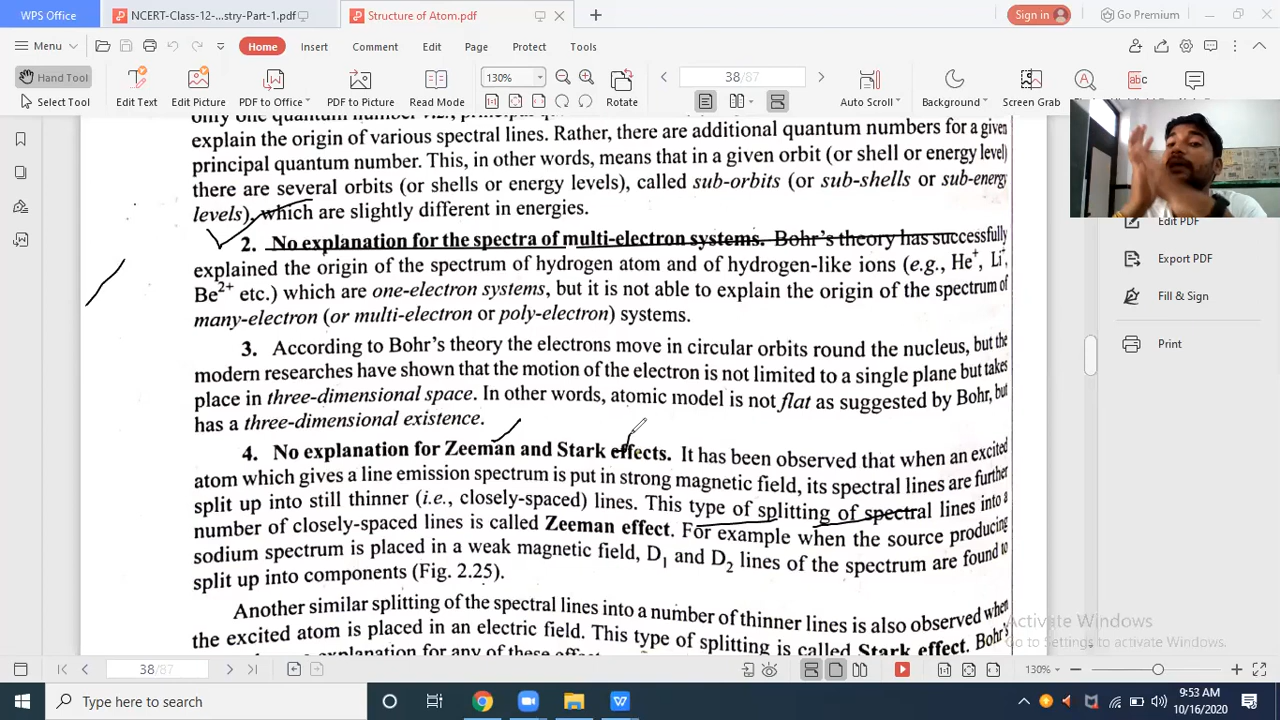 WPS Office
NCERT-Class-12-...stry-Part-1.pdf
Structure of Atom.pdf
Sign in
Go Premium
Menu
Home
Insert
Comment
Edit
Page
Protect
Tools
Hand Tool
Select Tool
Edit Text
Edit Picture
PDF to Office
PDF to Picture
Read Mode
130%
Rotate
38/87
Auto Scroll
Background
Screen Grab
only one quantum number viz., principal
explain the origin of various spectral lines. Rather, there are additional quantum numbers for a given
principal quantum number. This, in other words, means that in a given orbit (or shell or energy level)
there are several orbits (or shells or energy levels), called sub-orbits (or sub-shells or sub-energy
levels), which are slightly different in energies.
2. No explanation for the spectra of multi-electron systems. Bohr's theory has successfully
explained the origin of the spectrum of hydrogen atom and of hydrogen-like ions (e.g., He⁺, Li⁺,
Be²⁺ etc.) which are one-electron systems, but it is not able to explain the origin of the spectrum of
many-electron (or multi-electron or poly-electron) systems.
3. According to Bohr's theory the electrons move in circular orbits round the nucleus, but the
modern researches have shown that the motion of the electron is not limited to a single plane but takes
place in three-dimensional space. In other words, atomic model is not flat as suggested by Bohr, but
has a three-dimensional existence.
4. No explanation for Zeeman and Stark effects. It has been observed that when an excited
atom which gives a line emission spectrum is put in strong magnetic field, its spectral lines are further
split up into still thinner (i.e., closely-spaced) lines. This type of splitting of spectral lines into a
number of closely-spaced lines is called Zeeman effect. For example when the source producing
sodium spectrum is placed in a weak magnetic field, D₁ and D₂ lines of the spectrum are found to
split up into components (Fig. 2.25).
Another similar splitting of the spectral lines into a number of thinner lines is also observed when
the excited atom is placed in an electric field. This type of splitting is called Stark effect. Bohr's
explanation for any of these
Edit PDF
Export PDF
Fill & Sign
Print
Activate Windows
Go to Settings to activate Windows.
38/87
130%
Type here to search
9:53 AM
10/16/2020